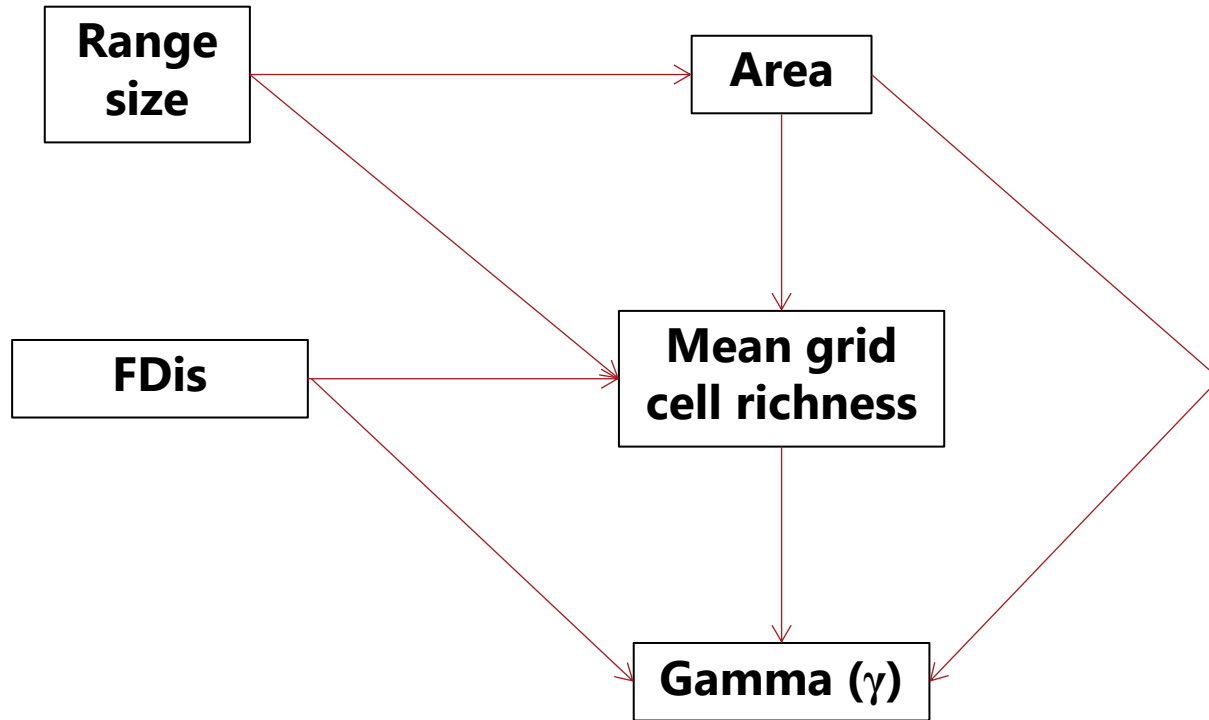 Range
size
Area
Mean grid
cell richness
FDis
Gamma (γ)